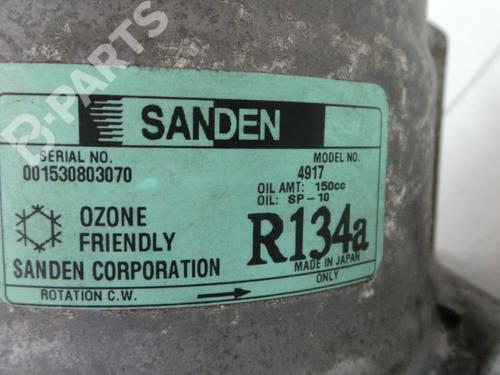 B-PARTS
SANDEN
SERIAL NO.
001530803070
MODEL NO.
4917
OIL AMT: 150cc
OIL: SP-10
OZONE
FRIENDLY
R134a
SANDEN CORPORATION
MADE IN JAPAN
ROTATION C.W.
ONLY